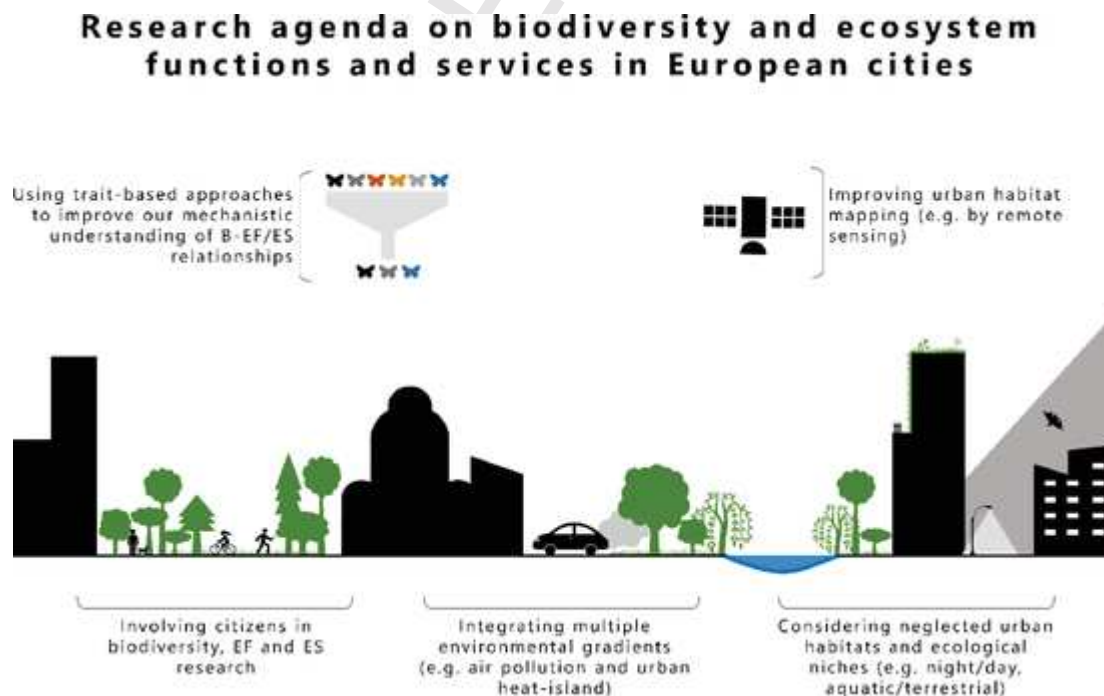 Research agenda on biodiversity and ecosystem
functions and services in European cities
Using trait-based approaches
to improve our mechanistic
understanding of B-EF/ES
relationships
Improving urban habitat
mapping (e.g. by remote
sensing)
Involving citizens in
biodiversity, EF and ES
research
Integrating multiple
environmental gradients
(e.g. air pollution and urban
heat-island)
Considering neglected urban
habitats and ecological
niches (e.g. night/day,
aquatic/terrestrial)